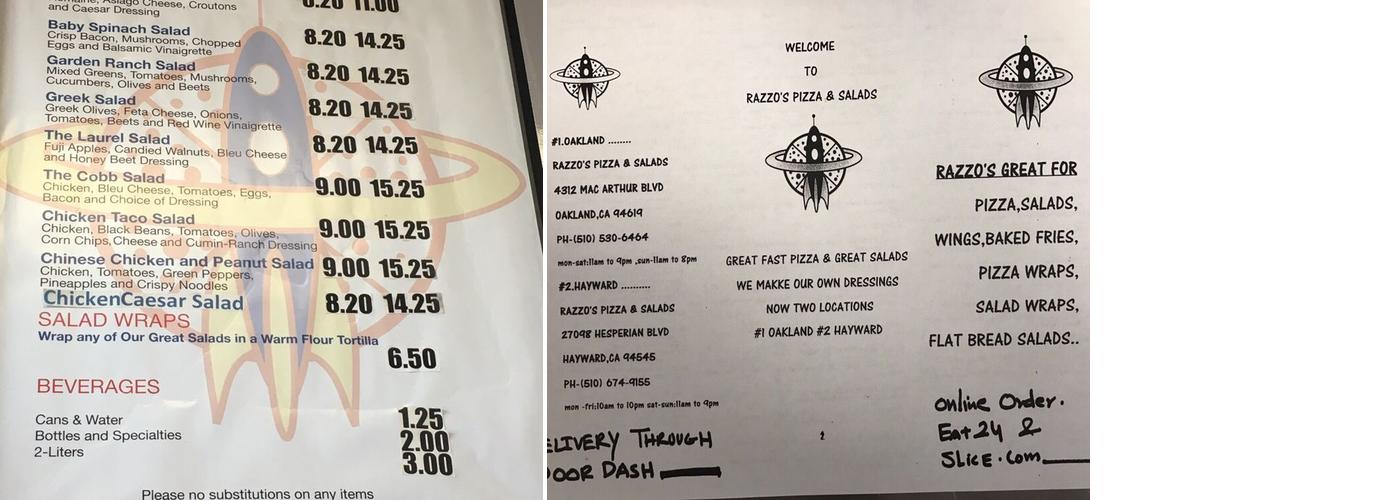 Romaine, Asiago Cheese, Croutons
and Caesar Dressing
8.20 11.00
Baby Spinach Salad
Crisp Bacon, Mushrooms, Chopped
Eggs and Balsamic Vinaigrette
8.20 14.25
Garden Ranch Salad
Mixed Greens, Tomatoes, Mushrooms,
Cucumbers, Olives and Beets
8.20 14.25
Greek Salad
Greek Olives, Feta Cheese, Onions,
Tomatoes, Beets and Red Wine Vinaigrette
8.20 14.25
The Laurel Salad
Fuji Apples, Candied Walnuts, Bleu Cheese
and Honey Beet Dressing
8.20 14.25
The Cobb Salad
Chicken, Bleu Cheese, Tomatoes, Eggs,
Bacon and Choice of Dressing
9.00 15.25
Chicken Taco Salad
Chicken, Black Beans, Tomatoes, Olives,
Corn Chips, Cheese and Cumin-Ranch Dressing
9.00 15.25
Chinese Chicken and Peanut Salad 9.00 15.25
Chicken, Tomatoes, Green Peppers,
Pineapples and Crispy Noodles
ChickenCaesar Salad 8.20 14.25
SALAD WRAPS
Wrap any of Our Great Salads in a Warm Flour Tortilla
6.50
BEVERAGES
Cans & Water 1.25
Bottles and Specialties 2.00
2-Liters 3.00
Please no substitutions on any items
WELCOME
TO
RAZZO'S PIZZA & SALADS
#1.OAKLAND ........
RAZZO'S PIZZA & SALADS
4312 MAC ARTHUR BLVD
OAKLAND,CA 94619
PH-(510) 530-6464
mon-sat:11am to 9pm ,sun-11am to 8pm
#2.HAYWARD ..........
RAZZO'S PIZZA & SALADS
27098 HESPERIAN BLVD
HAYWARD,CA 94545
PH-(510) 674-9155
mon -fri:10am to 10pm sat-sun:11am to 9pm
ELIVERY THROUGH
OOR DASH
GREAT FAST PIZZA & GREAT SALADS
WE MAKKE OUR OWN DRESSINGS
NOW TWO LOCATIONS
#1 OAKLAND #2 HAYWARD
2
RAZZO'S GREAT FOR
PIZZA,SALADS,
WINGS,BAKED FRIES,
PIZZA WRAPS,
SALAD WRAPS,
FLAT BREAD SALADS..
Online Order.
Eat24 &
SLICE.Com